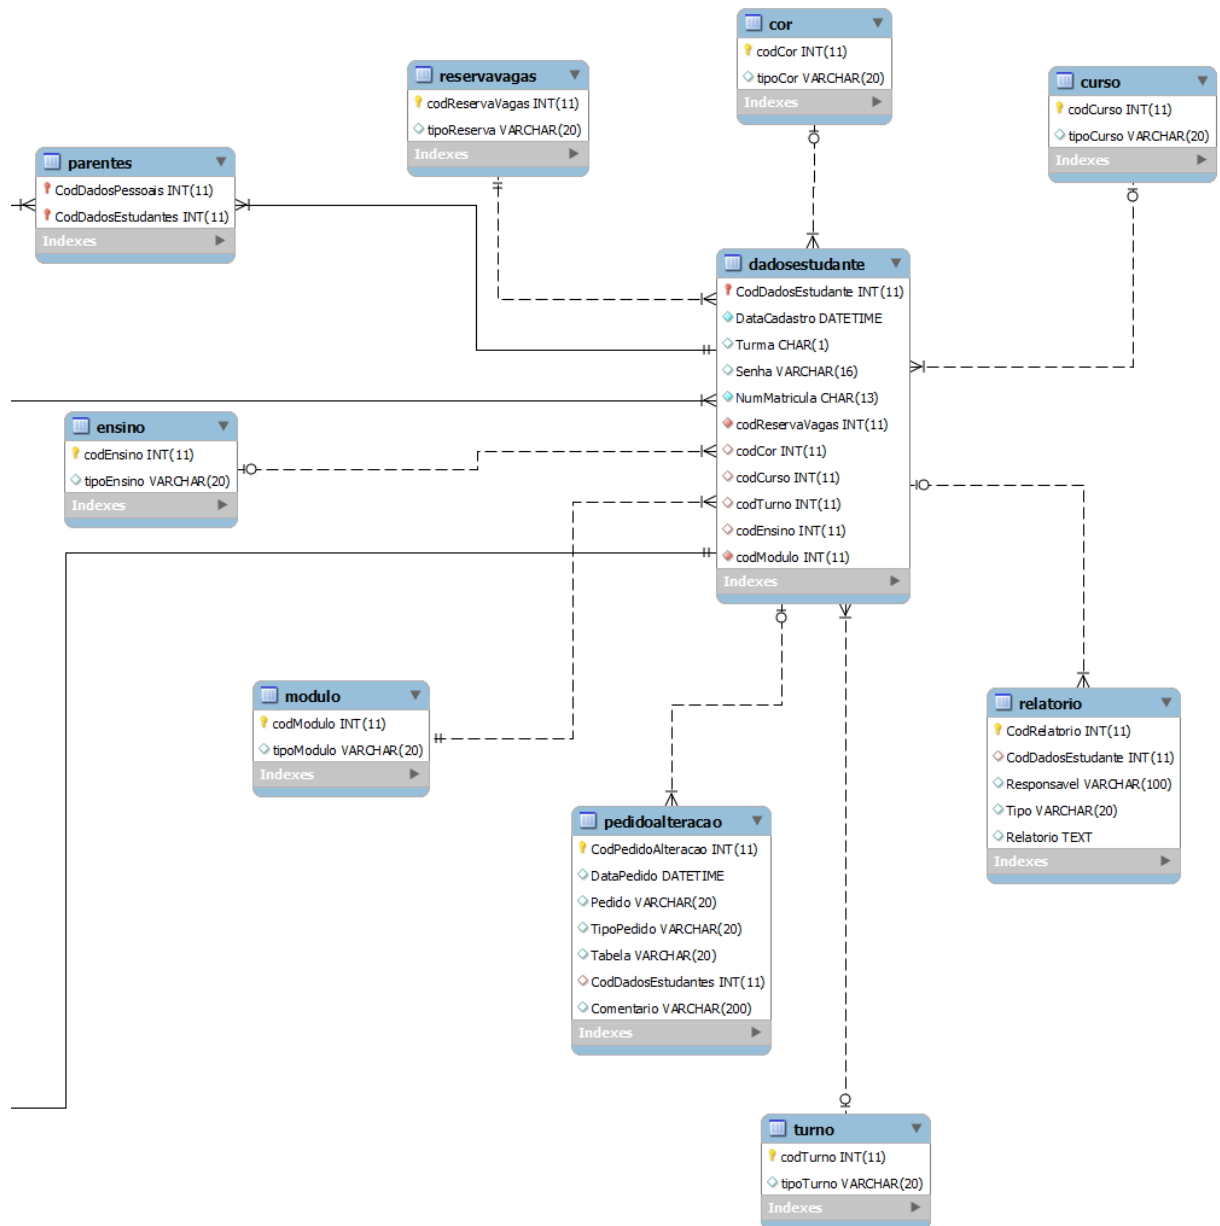 cor
codCor INT(11)
tipoCor VARCHAR(20)
Indexes
reservavagas
codReservaVagas INT(11)
tipoReserva VARCHAR(20)
Indexes
curso
codCurso INT(11)
tipoCurso VARCHAR(20)
Indexes
parentes
CodDadosPessoais INT(11)
CodDadosEstudantes INT(11)
Indexes
dadosestudante
CodDadosEstudante INT(11)
DataCadastro DATETIME
Turma CHAR(1)
Senha VARCHAR(16)
NumMatricula CHAR(13)
codReservaVagas INT(11)
codCor INT(11)
codCurso INT(11)
codTurno INT(11)
codEnsino INT(11)
codModulo INT(11)
Indexes
ensino
codEnsino INT(11)
tipoEnsino VARCHAR(20)
Indexes
modulo
codModulo INT(11)
tipoModulo VARCHAR(20)
Indexes
relatorio
CodRelatorio INT(11)
CodDadosEstudante INT(11)
Responsavel VARCHAR(100)
Tipo VARCHAR(20)
Relatorio TEXT
Indexes
pedidoalteracao
CodPedidoAlteracao INT(11)
DataPedido DATETIME
Pedido VARCHAR(20)
TipoPedido VARCHAR(20)
Tabela VARCHAR(20)
CodDadosEstudantes INT(11)
Comentario VARCHAR(200)
Indexes
turno
codTurno INT(11)
tipoTurno VARCHAR(20)
Indexes